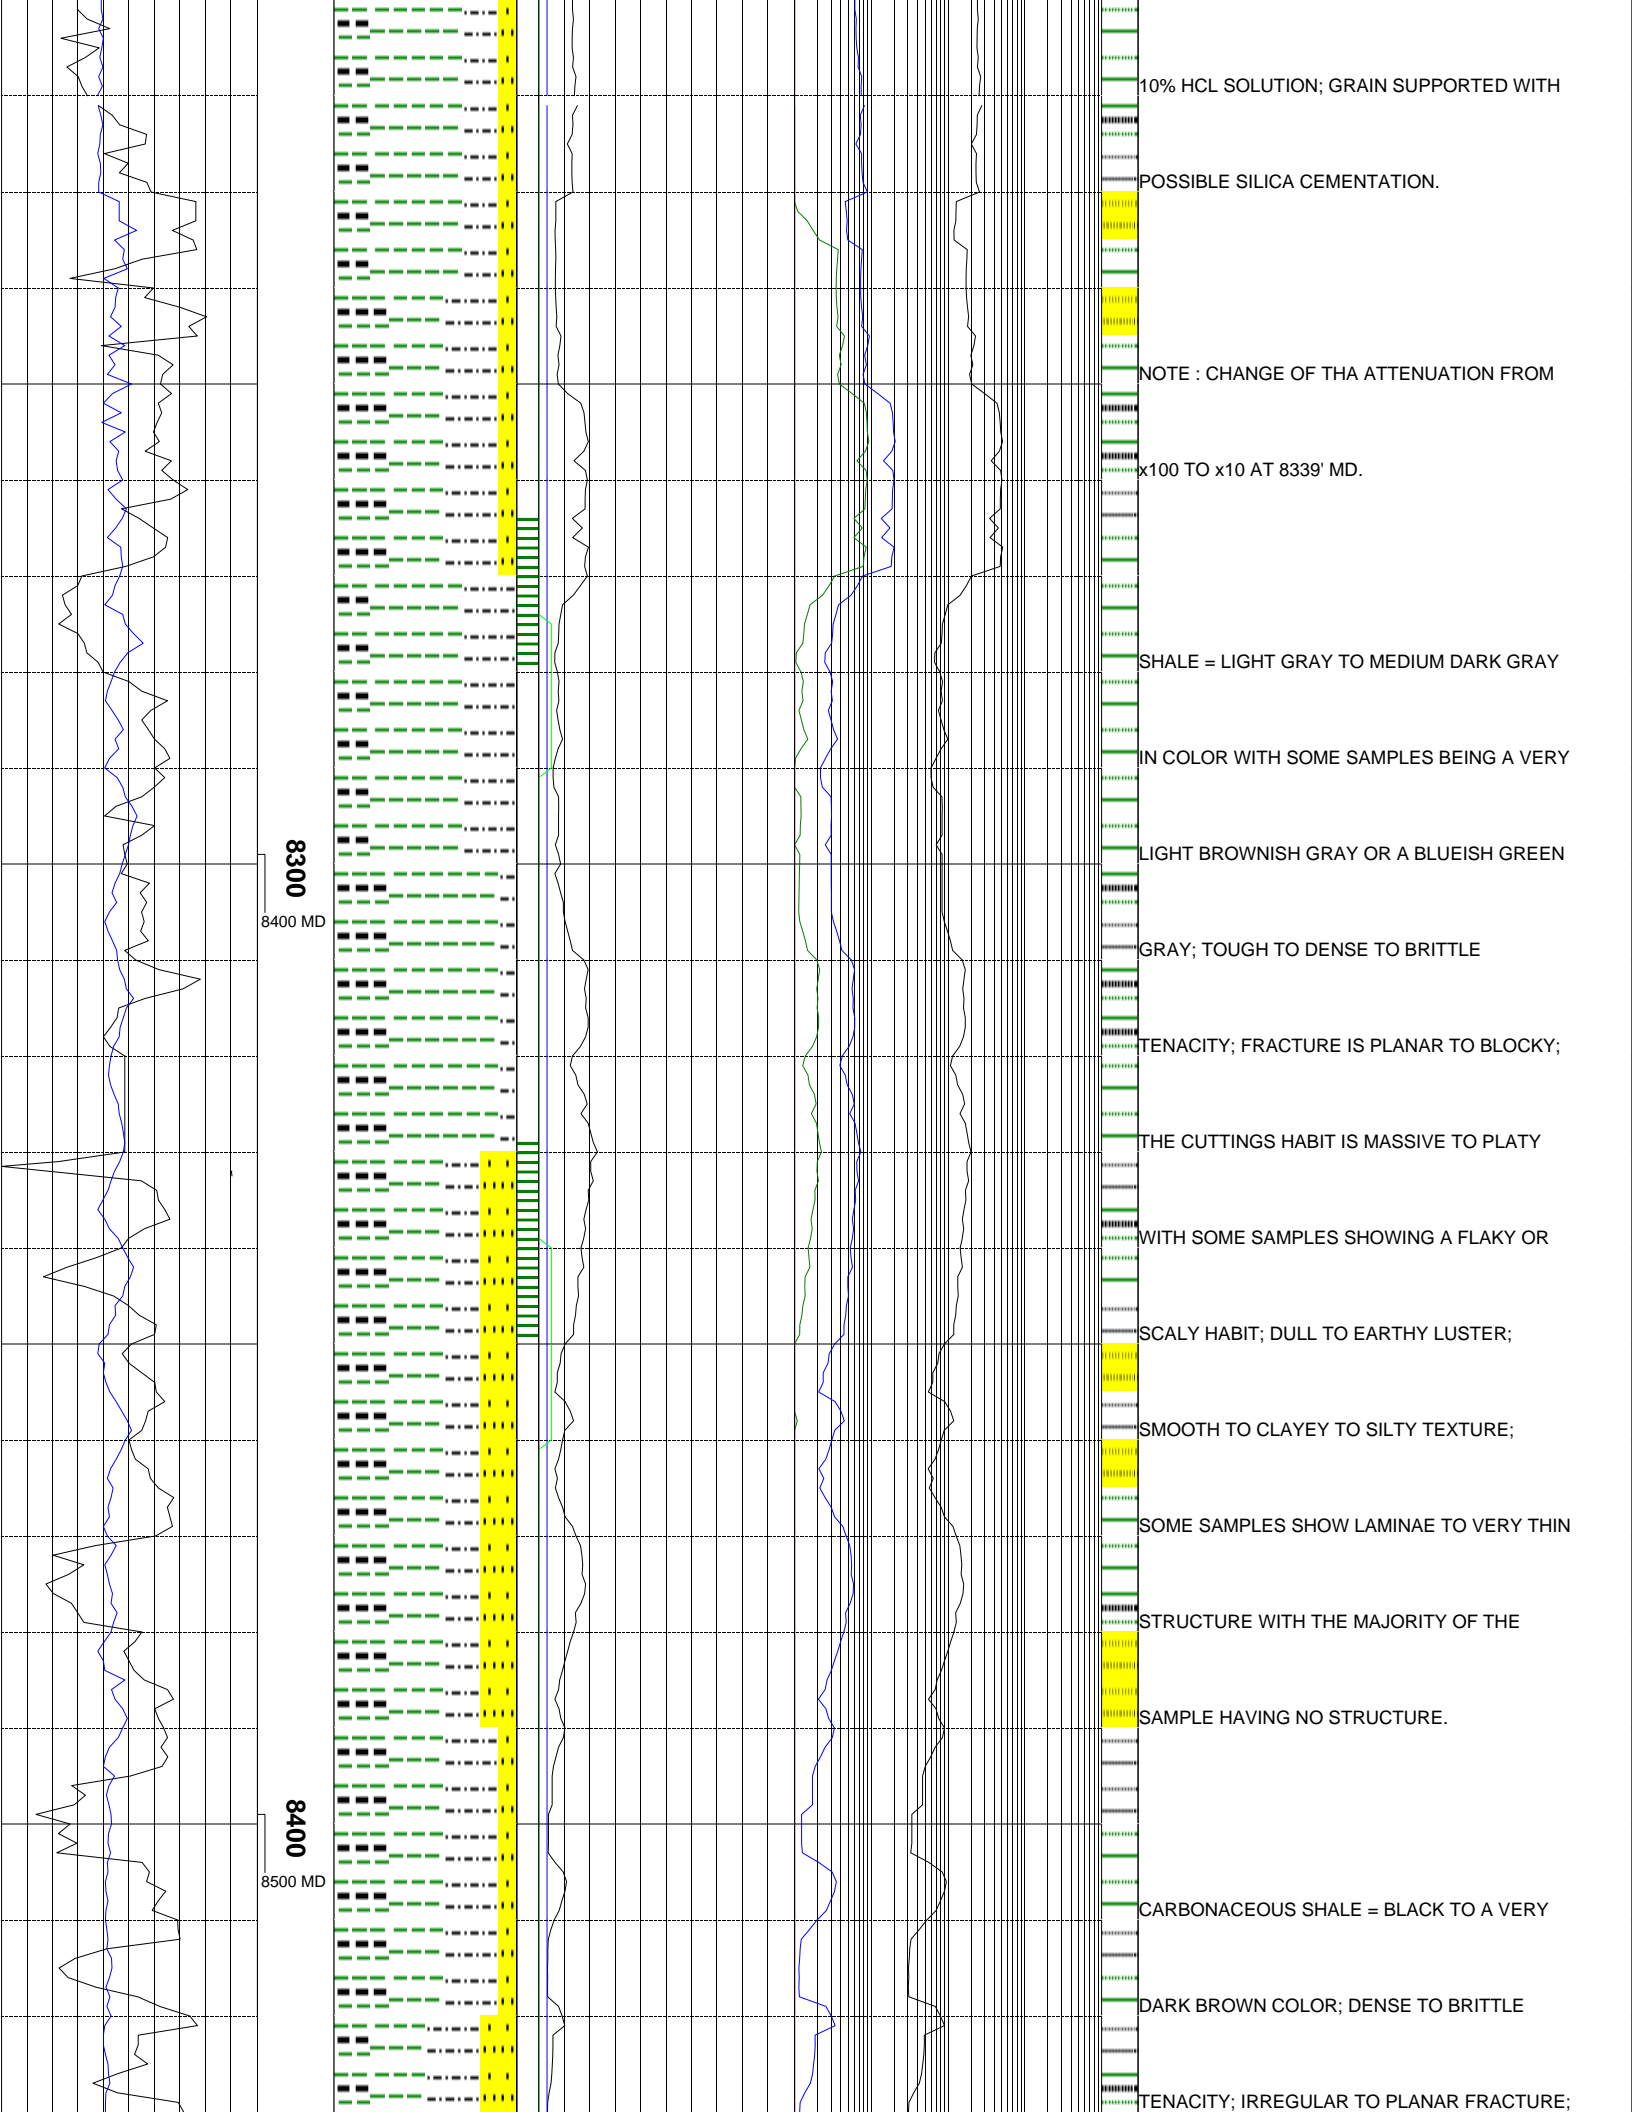 10% HCL SOLUTION; GRAIN SUPPORTED WITH
POSSIBLE SILICA CEMENTATION.
NOTE : CHANGE OF THA ATTENUATION FROM
x100 TO x10 AT 8339' MD.
SHALE = LIGHT GRAY TO MEDIUM DARK GRAY
IN COLOR WITH SOME SAMPLES BEING A VERY
LIGHT BROWNISH GRAY OR A BLUEISH GREEN
8300
8400 MD
GRAY; TOUGH TO DENSE TO BRITTLE
TENACITY; FRACTURE IS PLANAR TO BLOCKY;
THE CUTTINGS HABIT IS MASSIVE TO PLATY
WITH SOME SAMPLES SHOWING A FLAKY OR
SCALY HABIT; DULL TO EARTHY LUSTER;
SMOOTH TO CLAYEY TO SILTY TEXTURE;
SOME SAMPLES SHOW LAMINAE TO VERY THIN
STRUCTURE WITH THE MAJORITY OF THE
SAMPLE HAVING NO STRUCTURE.
8400
8500 MD
CARBONACEOUS SHALE = BLACK TO A VERY
DARK BROWN COLOR; DENSE TO BRITTLE
TENACITY; IRREGULAR TO PLANAR FRACTURE;